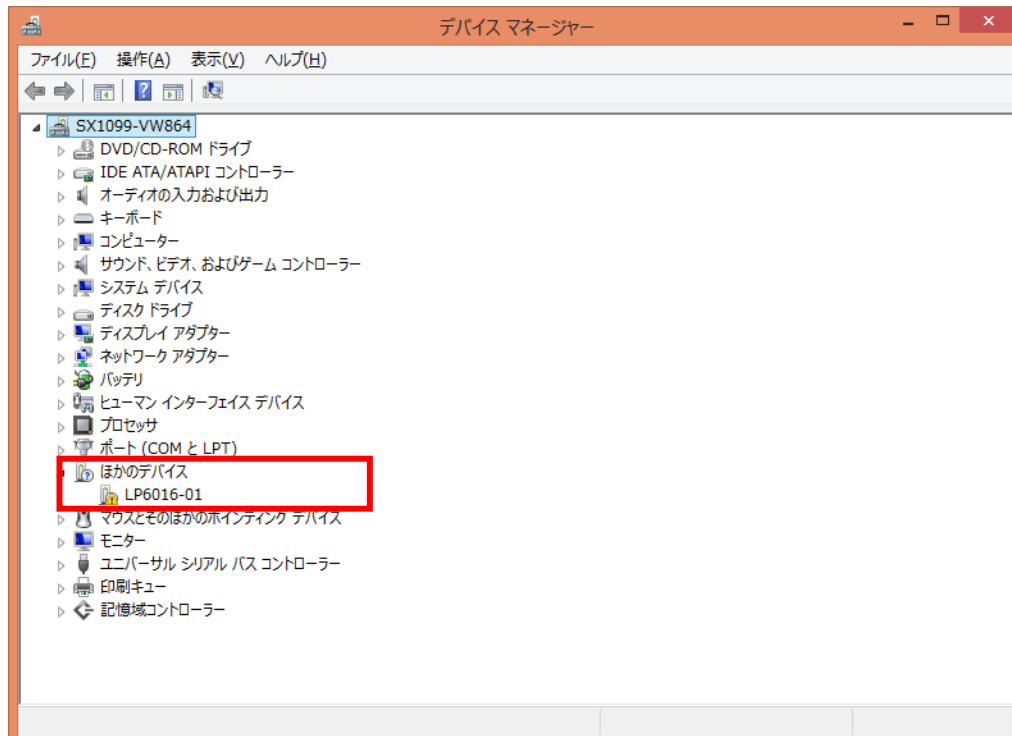 デバイス マネージャー
ファイル(F) 操作(A) 表示(V) ヘルプ(H)
SX1099-VW864
DVD/CD-ROM ドライブ
IDE ATA/ATAPI コントローラー
オーディオの入力および出力
キーボード
コンピューター
サウンド、ビデオ、およびゲーム コントローラー
システム デバイス
ディスク ドライブ
ディスプレイ アダプター
ネットワーク アダプター
バッテリ
ヒューマン インターフェイス デバイス
プロセッサ
ポート (COM と LPT)
ほかのデバイス
LP6016-01
マウスとそのほかのポインティング デバイス
モニター
ユニバーサル シリアル バス コントローラー
印刷キュー
記憶域コントローラー